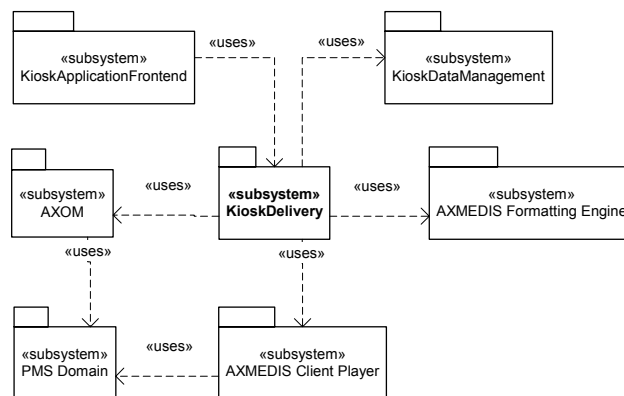 «uses»
«uses»
«subsystem»
KioskApplicationFrontend
«subsystem»
KioskDataManagement
«subsystem»
AXOM
«uses»
«subsystem»
KioskDelivery
«uses»
«subsystem»
AXMEDIS Formatting Engine
«uses»
«uses»
«subsystem»
PMS Domain
«uses»
«subsystem»
AXMEDIS Client Player